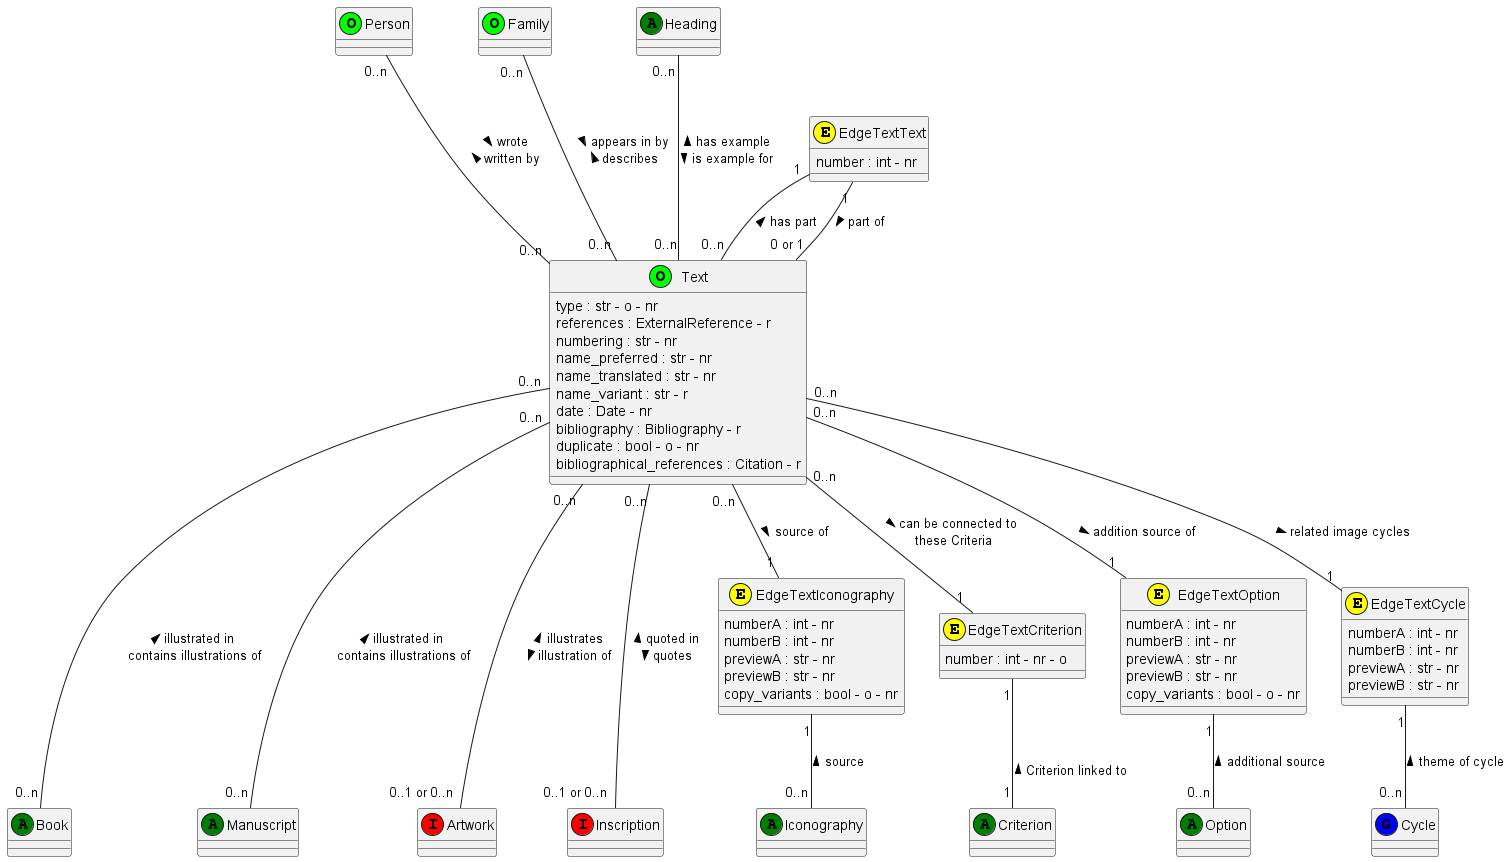 O Person
O Family
A Heading
0..n
0..n
0..n
E EdgeTextText
number : int - nr
wrote
written by
appears in by
describes
has example
is example for
1
1
has part
part of
0..n
0..n
0..n
0..n
0 or 1
O Text
type : str - o - nr
references : ExternalReference - r
numbering : str - nr
name_preferred : str - nr
name_translated : str - nr
name_variant : str - r
date : Date - nr
bibliography : Bibliography - r
duplicate : bool - o - nr
bibliographical_references : Citation - r
0..n
0..n
0..n
0..n
0..n
0..n
0..n
0..n
source of
can be connected to
these Criteria
addition source of
related image cycles
1
1
1
1
illustrated in
contains illustrations of
illustrated in
contains illustrations of
illustrates
illustration of
quoted in
quotes
E EdgeTextIconography
numberA : int - nr
numberB : int - nr
previewA : str - nr
previewB : str - nr
copy_variants : bool - o - nr
E EdgeTextCriterion
number : int - nr - o
E EdgeTextOption
numberA : int - nr
numberB : int - nr
previewA : str - nr
previewB : str - nr
copy_variants : bool - o - nr
E EdgeTextCycle
numberA : int - nr
numberB : int - nr
previewA : str - nr
previewB : str - nr
1
1
1
1
source
Criterion linked to
additional source
theme of cycle
0..n
0..n
0..1 or 0..n
0..1 or 0..n
0..n
1
0..n
0..n
A Book
A Manuscript
I Artwork
I Inscription
A Iconography
A Criterion
A Option
G Cycle